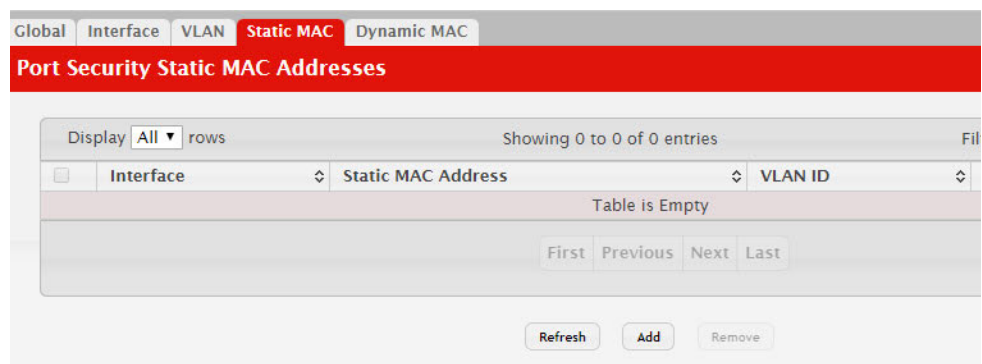 Global Interface VLAN Static MAC Dynamic MAC
Port Security Static MAC Addresses
Display All rows Showing 0 to 0 of 0 entries Fil
Interface Static MAC Address VLAN ID
Table is Empty
First Previous Next Last
Refresh Add Remove